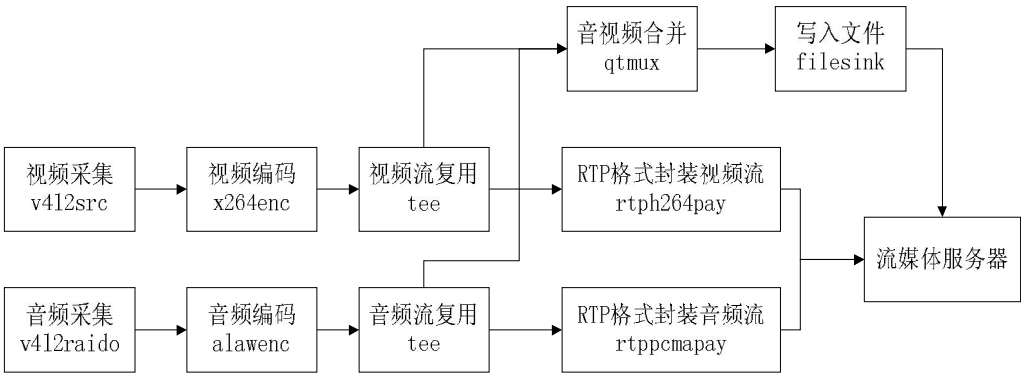 音视频合并
qtmux
写入文件
filesink
视频采集
v4l2src
视频编码
x264enc
视频流复用
tee
RTP格式封装视频流
rtph264pay
流媒体服务器
音频采集
v4l2raido
音频编码
alawenc
音频流复用
tee
RTP格式封装音频流
rtppcmapay